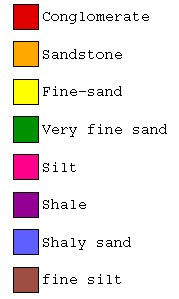 Conglomerate
Sandstone
Fine-sand
Very fine sand
Silt
Shale
Shaly sand
fine silt